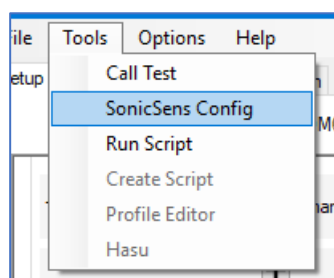 ile Tools Options Help
etup
Call Test
SonicSens Config
Run Script
Create Script
Profile Editor
Hasu